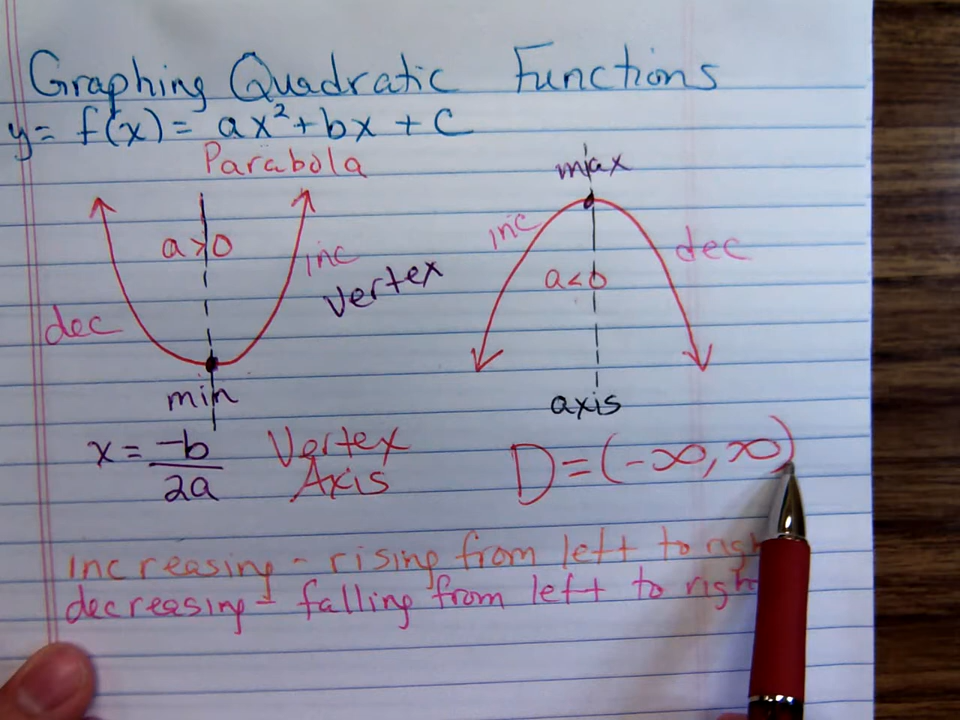 Graphing Quadratic Functions
y = f(x) = ax²+bx + c
Parabola
max
a>0
inc
dec
vertex
inc
a<0
dec
min
axis
x = -b/2a
Vertex
Axis
D = (-∞, ∞)
increasing - rising from left to
decreasing - falling from left to